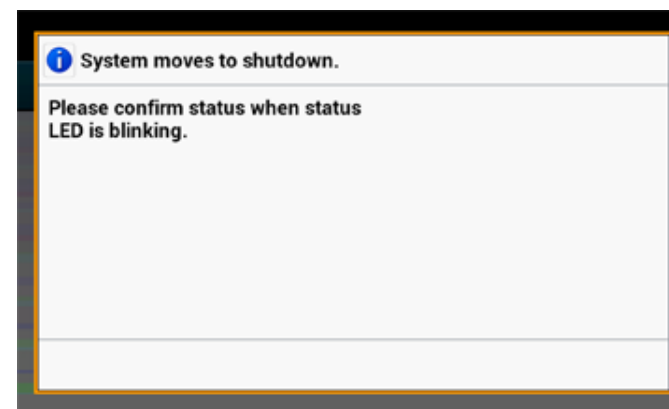 System moves to shutdown.
Please confirm status when status
LED is blinking.